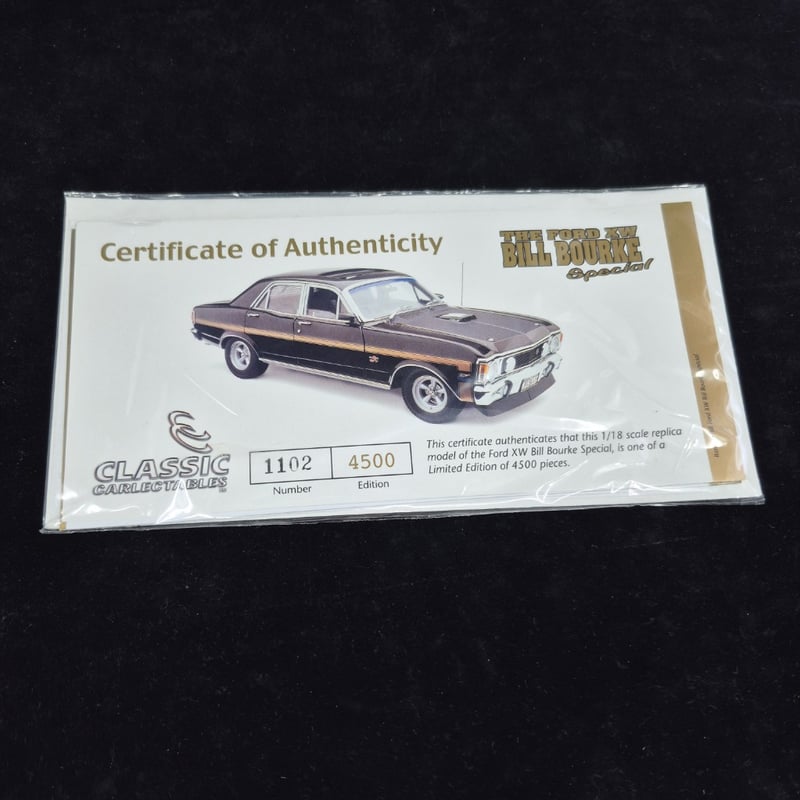 Certificate of Authenticity
THE FORD XW
BILL BOURKE
Special
CLASSIC
CARLECTABLES™
1102 4500
Number Edition
This certificate authenticates that this 1/18 scale replica
model of the Ford XW Bill Bourke Special, is one of a
Limited Edition of 4500 pieces.